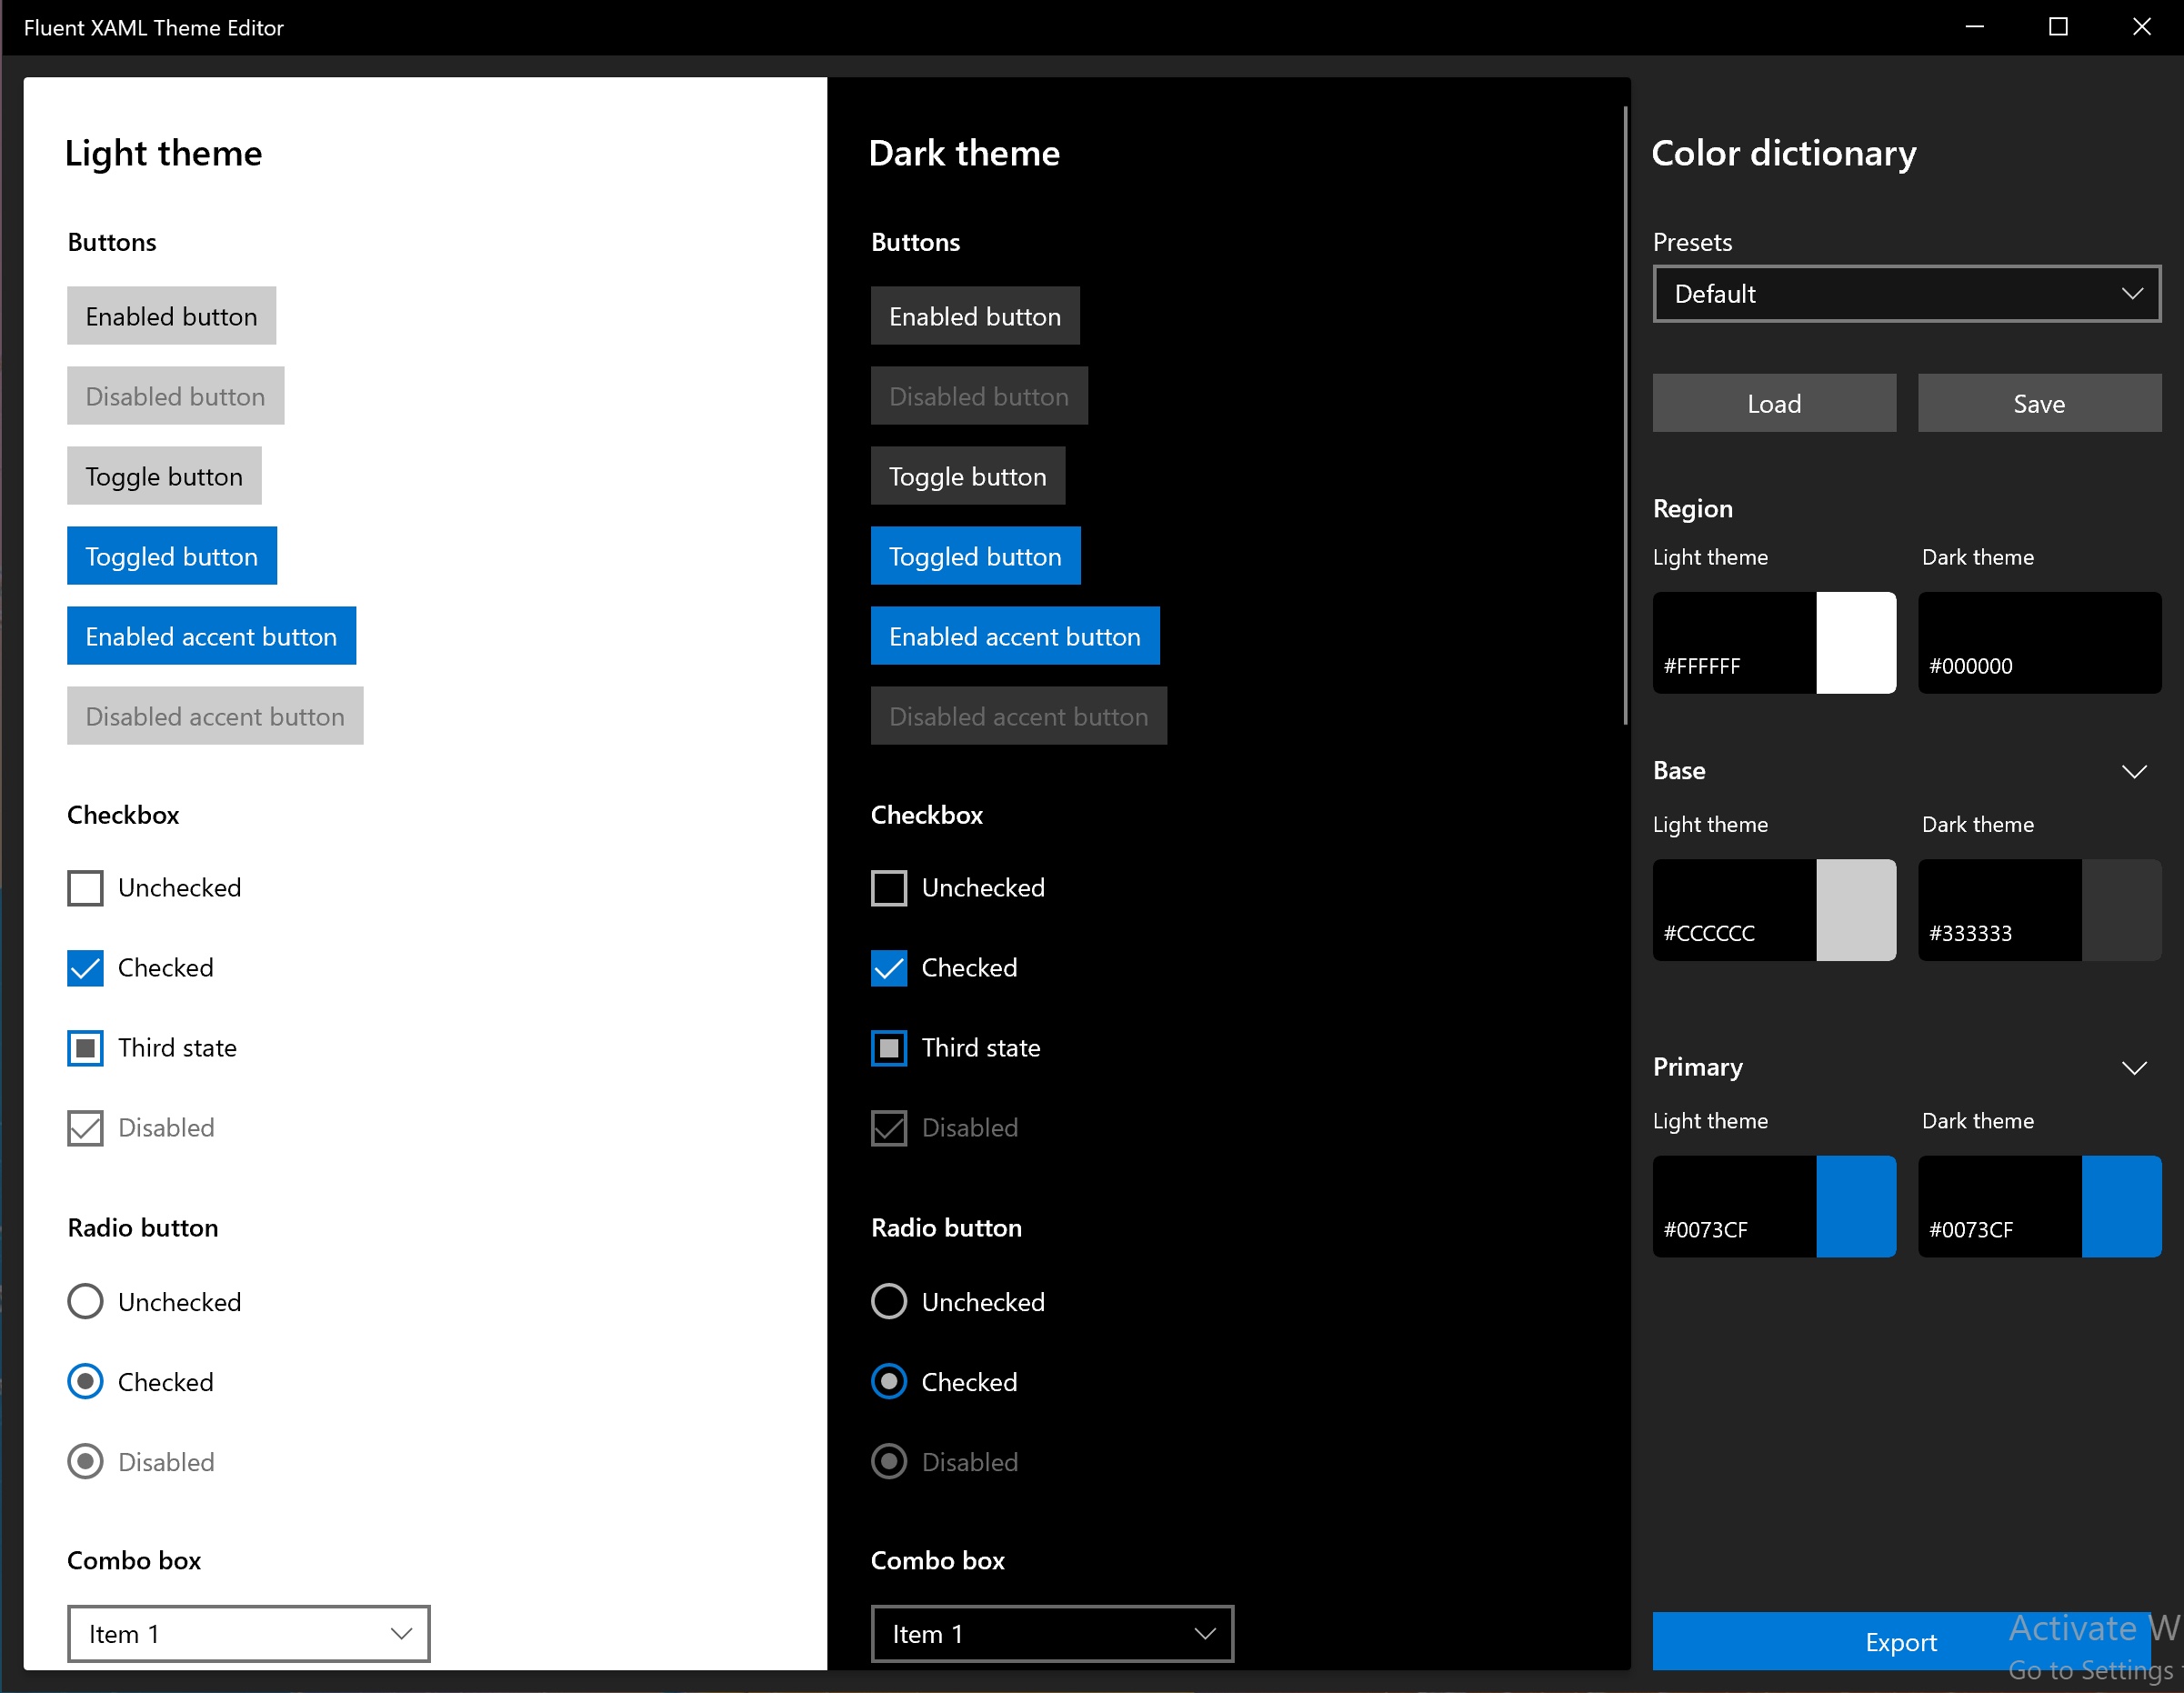 Fluent XAML Theme Editor
Light theme
Buttons
Enabled button
Disabled button
Toggle button
Toggled button
Enabled accent button
Disabled accent button
Checkbox
Unchecked
Checked
Third state
Disabled
Radio button
Unchecked
Checked
Disabled
Combo box
Item 1
Dark theme
Buttons
Enabled button
Disabled button
Toggle button
Toggled button
Enabled accent button
Disabled accent button
Checkbox
Unchecked
Checked
Third state
Disabled
Radio button
Unchecked
Checked
Disabled
Combo box
Item 1
Color dictionary
Presets
Default
Load Save
Region
Light theme Dark theme
#FFFFFF #000000
Base
Light theme Dark theme
#CCCCCC #333333
Primary
Light theme Dark theme
#0073CF #0073CF
Export
Activate W
Go to Settings